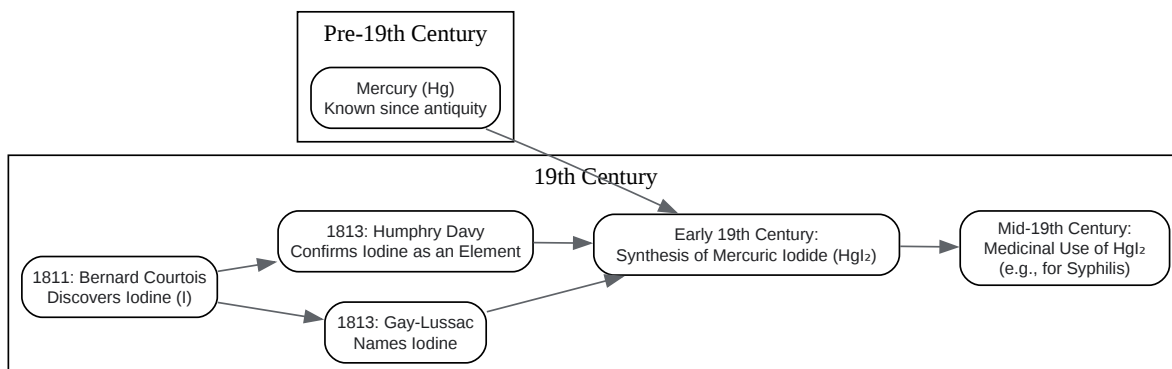 Pre-19th Century
Mercury (Hg)
Known since antiquity
19th Century
1811: Bernard Courtois
Discovers Iodine (I)
1813: Humphry Davy
Confirms Iodine as an Element
1813: Gay-Lussac
Names Iodine
Early 19th Century:
Synthesis of Mercuric Iodide (HgI₂)
Mid-19th Century:
Medicinal Use of HgI₂
(e.g., for Syphilis)